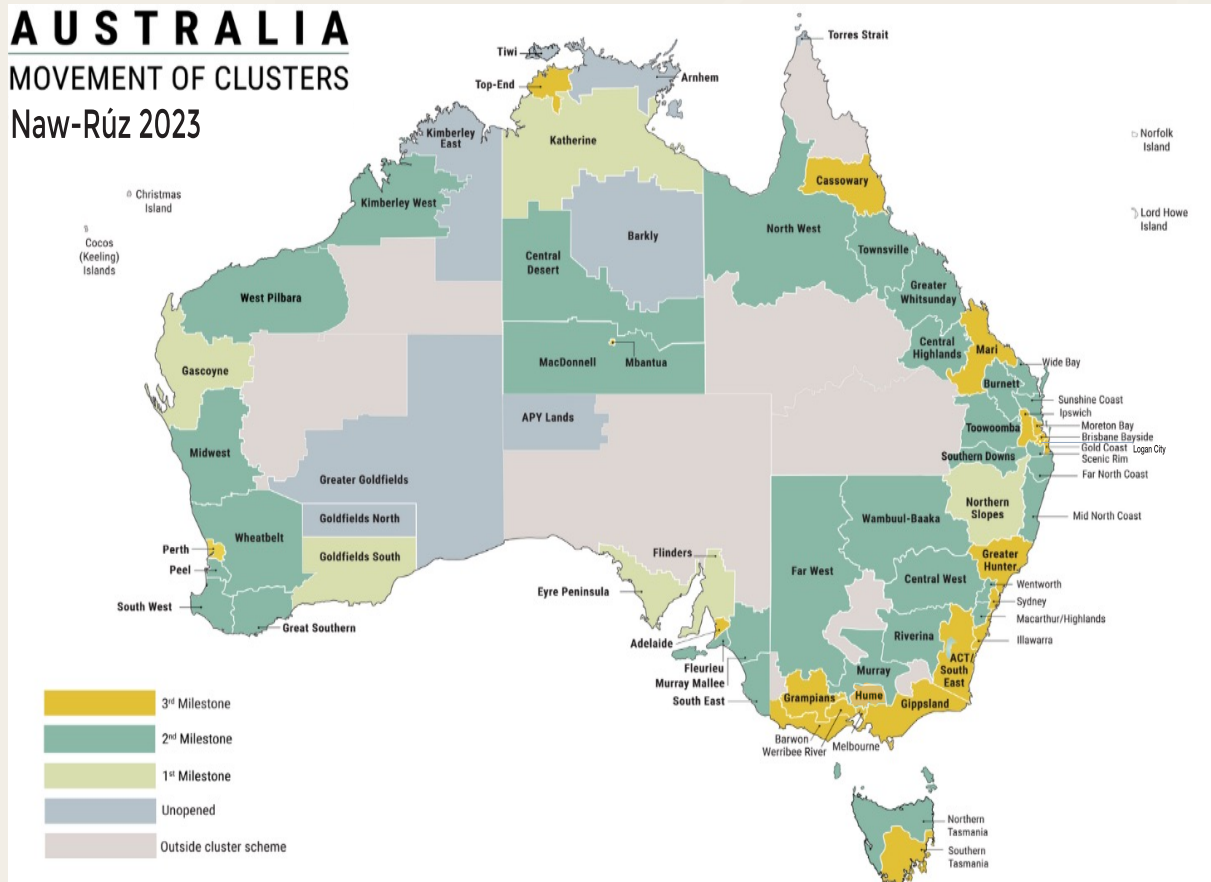 AUSTRALIA
MOVEMENT OF CLUSTERS
Naw-Rúz 2023
Tiwi
Top-End
Arnhem
Torres Strait
Kimberley
East
Katherine
Norfolk
Island
Christmas
Island
Kimberley West
Cassowary
Lord Howe
Island
Cocos
(Keeling)
Islands
Barkly
North West
Central
Desert
Townsville
West Pilbara
Greater
Whitsunday
Central
Highlands
Mari
Gascoyne
MacDonnell
Mbantua
Wide Bay
Burnett
APY Lands
Sunshine Coast
Ipswich
Toowoomba
Moreton Bay
Brisbane Bayside
Gold Coast
Logan City
Midwest
Southern Downs
Scenic Rim
Far North Coast
Greater Goldfields
Northern
Slopes
Goldfields North
Wambuul-Baaka
Mid North Coast
Wheatbelt
Perth
Goldfields South
Flinders
Greater
Hunter
Peel
Far West
Central West
Wentworth
Eyre Peninsula
Sydney
South West
Macarthur/Highlands
Great Southern
Riverina
Adelaide
Illawarra
Fleurieu
Murray Mallee
South East
ACT/
South
East
Murray
Grampians
Hume
Gippsland
Barwon
Werribee River
Melbourne
3rd Milestone
2nd Milestone
1st Milestone
Unopened
Outside cluster scheme
Northern
Tasmania
Southern
Tasmania